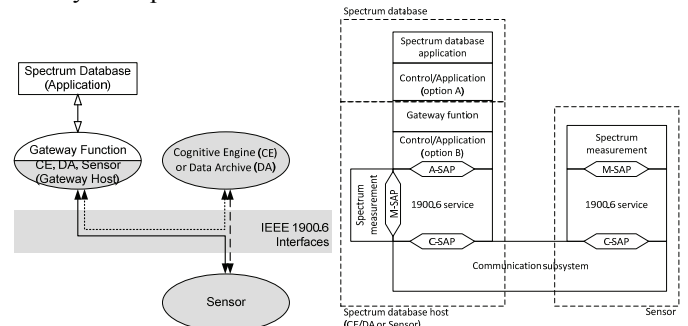 Spectrum Database
(Application)
Gateway Function
CE, DA, Sensor
(Gateway Host)
Cognitive Engine (CE)
or Data Archive (DA)
IEEE 1900.6
Interfaces
Sensor
Spectrum database
Spectrum database
application
Control/Application
(option A)
Gateway funtion
Control/Application
(option B)
A-SAP
Spectrum
measurement
M-SAP
1900.6 service
C-SAP
Spectrum
measurement
M-SAP
1900.6 service
C-SAP
Communication subsystem
Spectrum database host
(CE/DA or Sensor)
Sensor